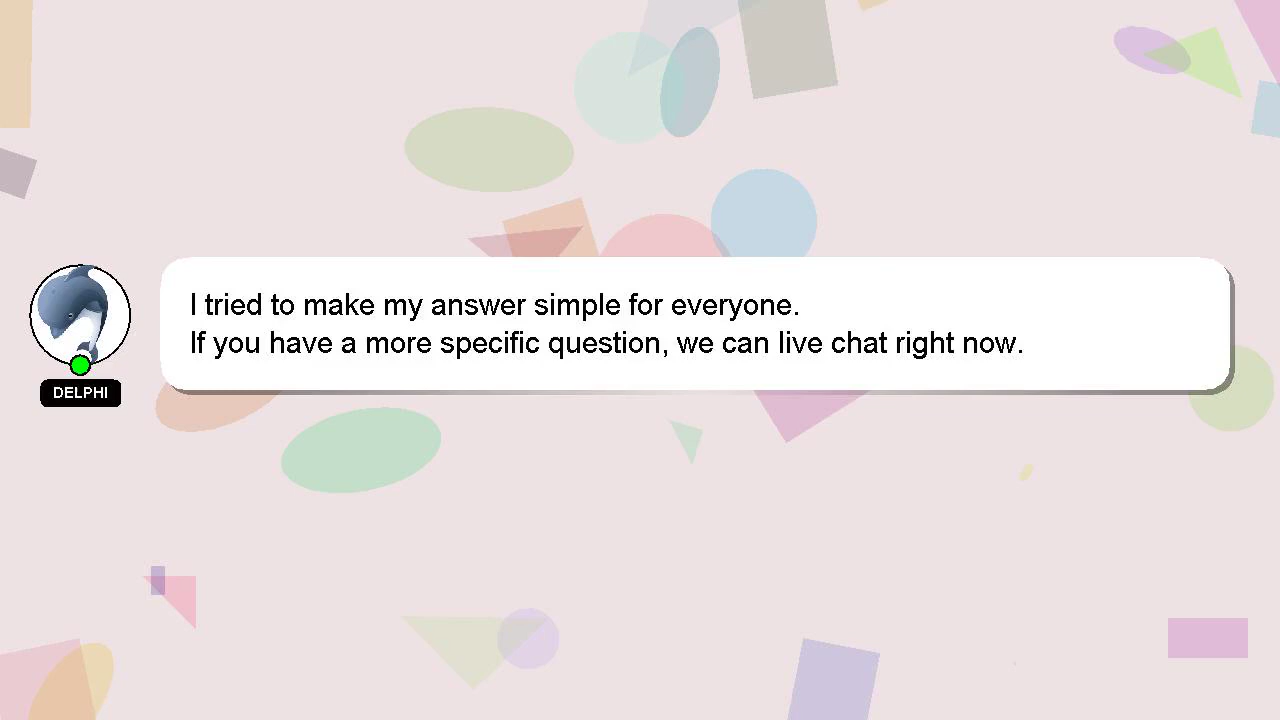 I tried to make my answer simple for everyone.
If you have a more specific question, we can live chat right now.
DELPHI